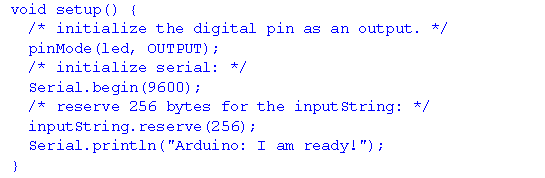 void setup() {
  /* initialize the digital pin as an output. */
  pinMode(led, OUTPUT);
  /* initialize serial: */
  Serial.begin(9600);
  /* reserve 256 bytes for the inputString: */
  inputString.reserve(256);
  Serial.println("Arduino: I am ready!");
}